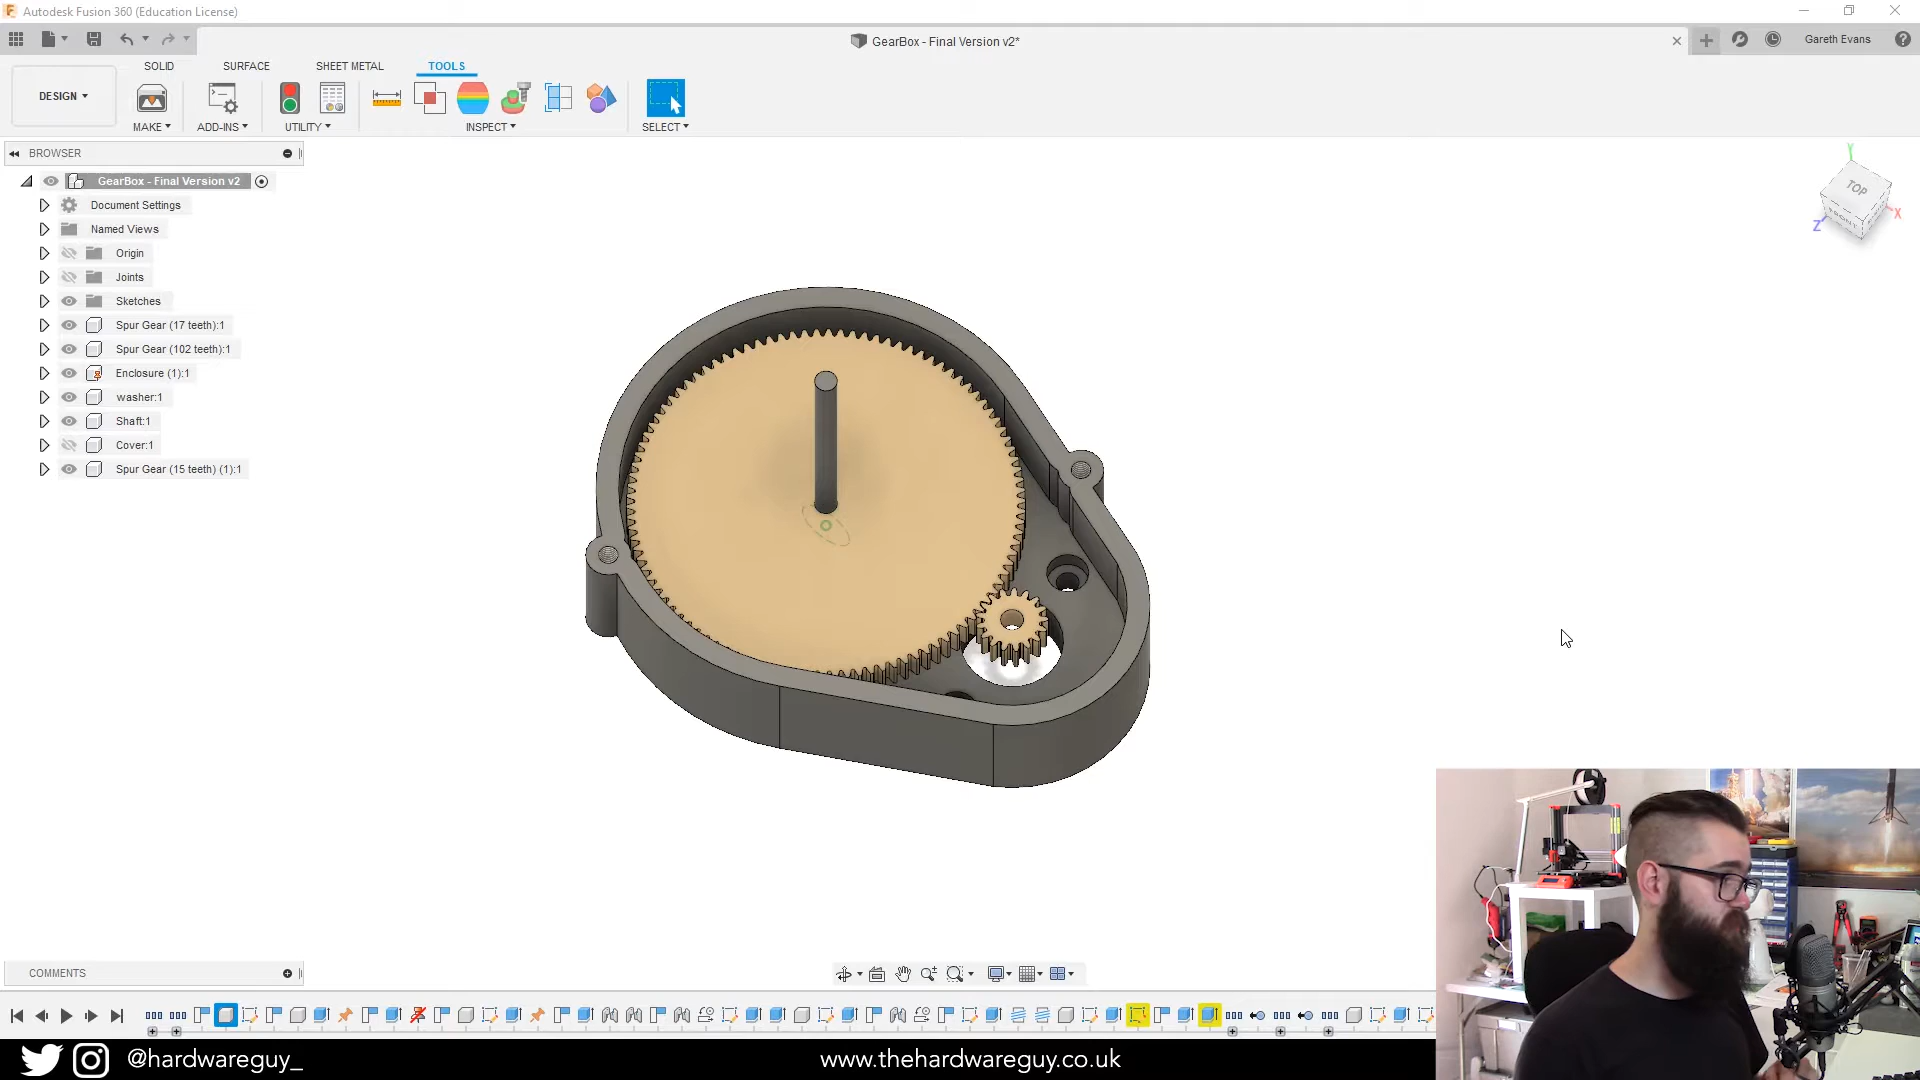 Autodesk Fusion 360 (Education License)
GearBox - Final Version v2*
Gareth Evans
SOLID SURFACE SHEET METAL TOOLS
DESIGN
MAKE ADD-INS UTILITY INSPECT SELECT
BROWSER
GearBox - Final Version v2
Document Settings
Named Views
Origin
Joints
Sketches
Spur Gear (17 teeth):1
Spur Gear (102 teeth):1
Enclosure (1):1
washer:1
Shaft:1
Cover:1
Spur Gear (15 teeth) (1):1
Y
TOP
FRONT
X
Z
COMMENTS
@hardwareguy_
www.thehardwareguy.co.uk